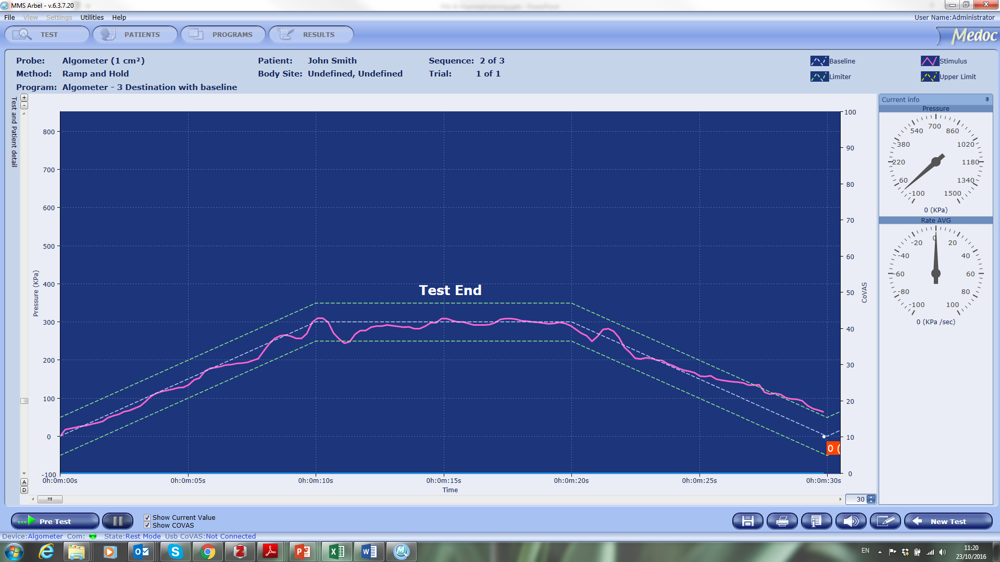 MMS Arbel - v.6.3.7.20
File View Settings Utilities Help
User Name:Administrator
TEST PATIENTS PROGRAMS RESULTS
Medoc
Probe: Algometer (1 cm²) Patient: John Smith Sequence: 2 of 3
Method: Ramp and Hold Body Site: Undefined, Undefined Trial: 1 of 1
Program: Algometer - 3 Destination with baseline
Baseline Stimulus
Limiter Upper Limit
+
-
Test and Patient detail
A
D
Pressure (KPa)
800
700
600
500
400
300
200
100
0
-100
Test End
0 (
100
90
80
70
60
50
40
30
20
10
0
CoVAS
0h:0m:00s 0h:0m:05s 0h:0m:10s 0h:0m:15s 0h:0m:20s 0h:0m:25s 0h:0m:30s
Time
30
Current info
Pressure
-100 60 220 380 540 700 860 1020 1180 1340 1500
0 (KPa)
Rate AVG
-100 -80 -60 -40 -20 0 20 40 60 80 100
0 (KPa /sec)
Pre Test
Show Current Value
Show COVAS
New Test
Device:Algometer Com: State:Rest Mode Usb CoVAS:Not Connected
EN
11:20
23/10/2016